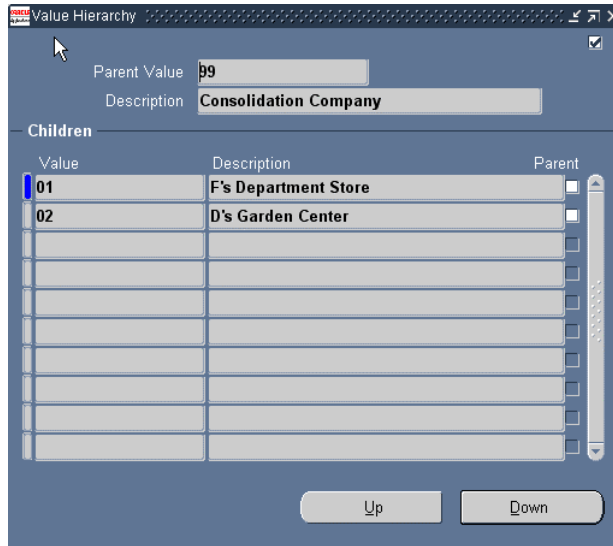 ORACLE Value Hierarchy
Parent Value 99
Description Consolidation Company
Children
Value Description Parent
01 F's Department Store
02 D's Garden Center
Up Down